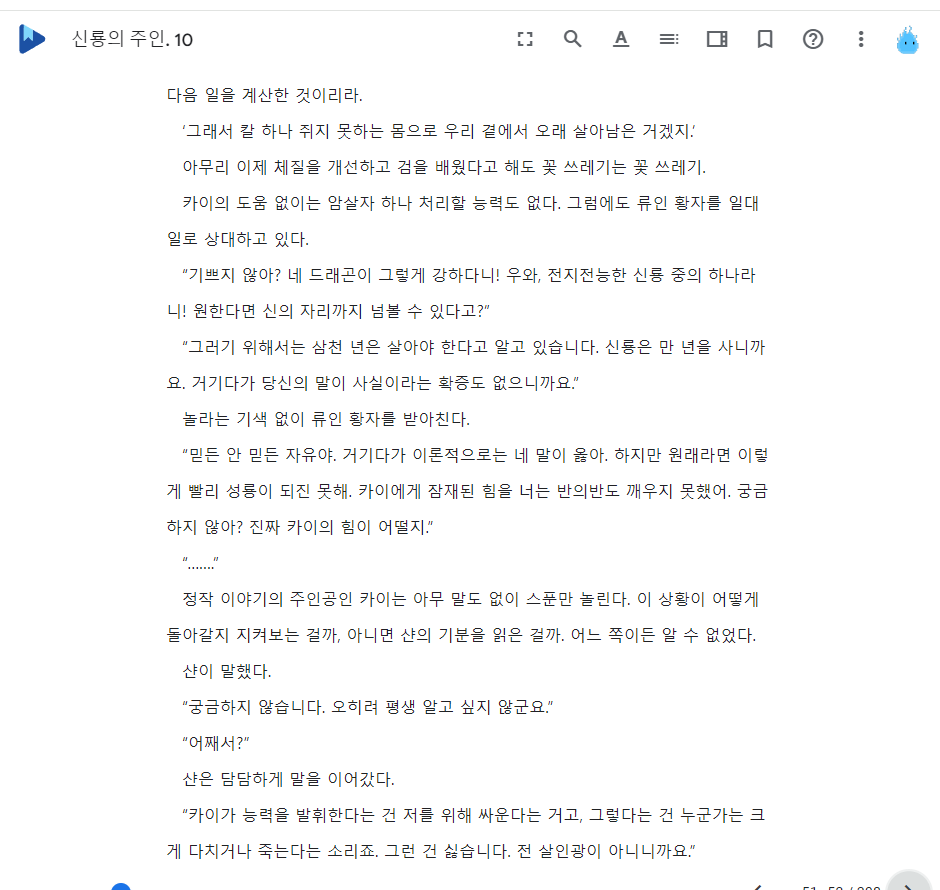 신룡의 주인. 10
다음 일을 계산한 것이리라.
‘그래서 칼 하나 쥐지 못하는 몸으로 우리 곁에서 오래 살아남은 거겠지.’
아무리 이제 체질을 개선하고 검을 배웠다고 해도 꽃 쓰레기는 꽃 쓰레기.
카이의 도움 없이는 암살자 하나 처리할 능력도 없다. 그럼에도 류인 황자를 일대
일로 상대하고 있다.
“기쁘지 않아? 네 드래곤이 그렇게 강하다니! 우와, 전지전능한 신룡 중의 하나라
니! 원한다면 신의 자리까지 넘볼 수 있다고?”
“그러기 위해서는 삼천 년은 살아야 한다고 알고 있습니다. 신룡은 만 년을 사니까
요. 거기다가 당신의 말이 사실이라는 확증도 없으니까요.”
놀라는 기색 없이 류인 황자를 받아친다.
“믿든 안 믿든 자유야. 거기다가 이론적으로는 네 말이 옳아. 하지만 원래라면 이렇
게 빨리 성룡이 되진 못해. 카이에게 잠재된 힘을 너는 반의반도 깨우지 못했어. 궁금
하지 않아? 진짜 카이의 힘이 어떨지.”
“…….”
정작 이야기의 주인공인 카이는 아무 말도 없이 스푼만 놀린다. 이 상황이 어떻게
돌아갈지 지켜보는 걸까, 아니면 샨의 기분을 읽은 걸까. 어느 쪽이든 알 수 없었다.
샨이 말했다.
“궁금하지 않습니다. 오히려 평생 알고 싶지 않군요.”
“어째서?”
샨은 담담하게 말을 이어갔다.
“카이가 능력을 발휘한다는 건 저를 위해 싸운다는 거고, 그렇다는 건 누군가는 크
게 다치거나 죽는다는 소리죠. 그런 건 싫습니다. 전 살인광이 아니니까요.”